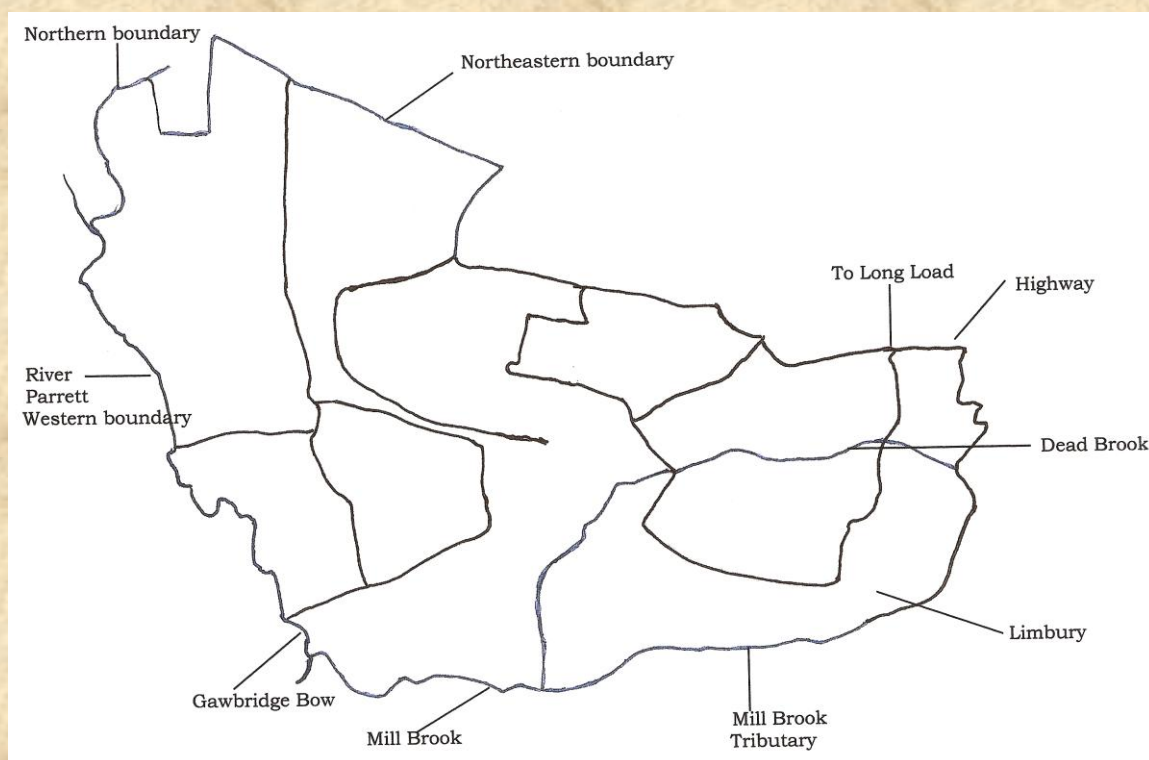 Northern boundary
Northeastern boundary
To Long Load
Highway
River
Parrett
Western boundary
Dead Brook
Limbury
Gawbridge Bow
Mill Brook
Mill Brook
Tributary